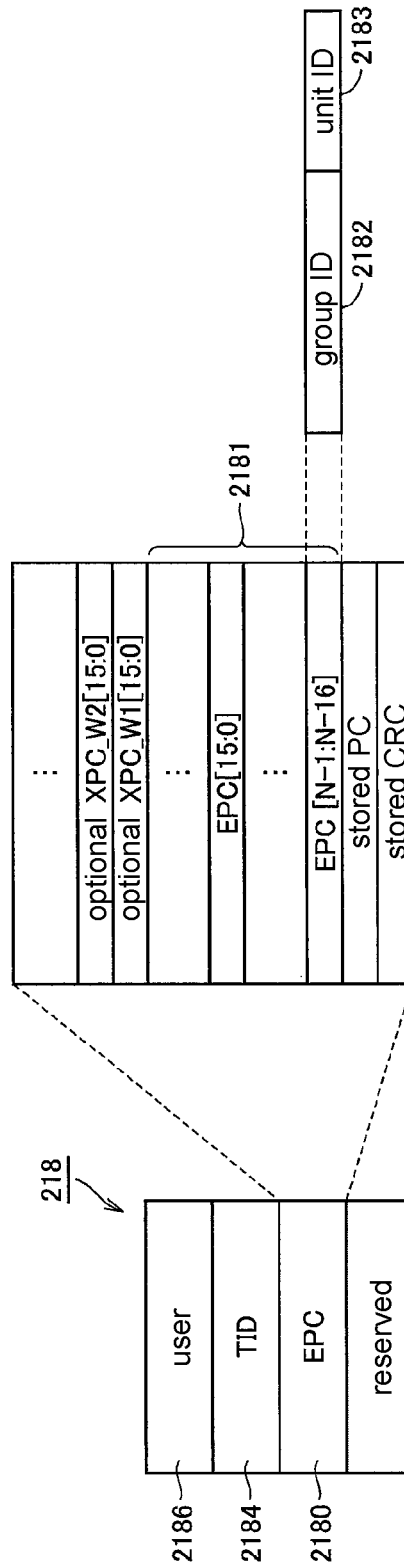 218
user
TID
EPC
reserved
2186
2184
2180
⋮
optional XPC_W2[15:0]
optional XPC_W1[15:0]
⋮
EPC[15:0]
⋮
EPC [N-1:N-16]
stored PC
stored CRC
2181
group ID
unit ID
2182
2183